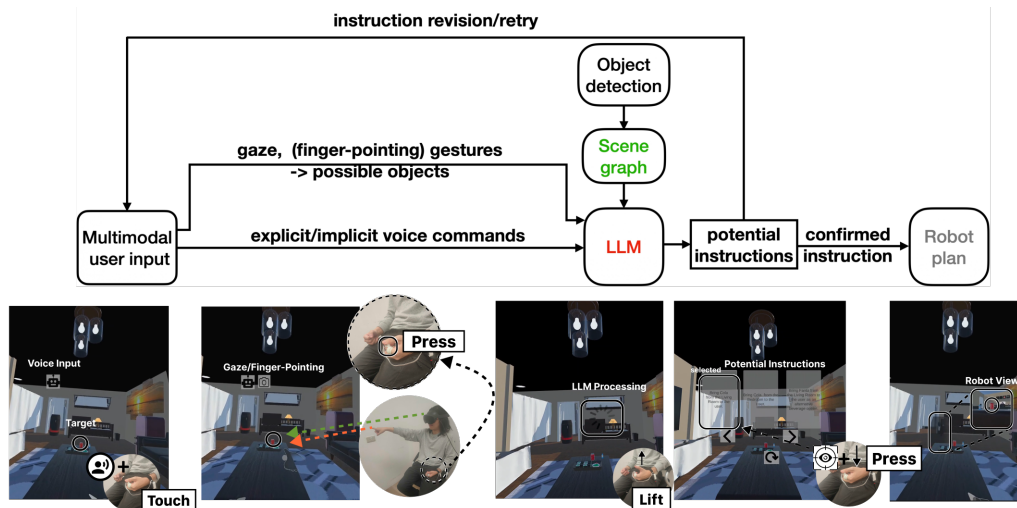 instruction revision/retry
Object
detection
gaze, (finger-pointing) gestures
-> possible objects
Scene
graph
Multimodal
user input
explicit/implicit voice commands
LLM
potential
instructions
confirmed
instruction
Robot
plan
Voice Input
Target
Touch
Gaze/Finger-Pointing
Press
LLM Processing
Lift
Potential Instructions
selected
Press
Robot View